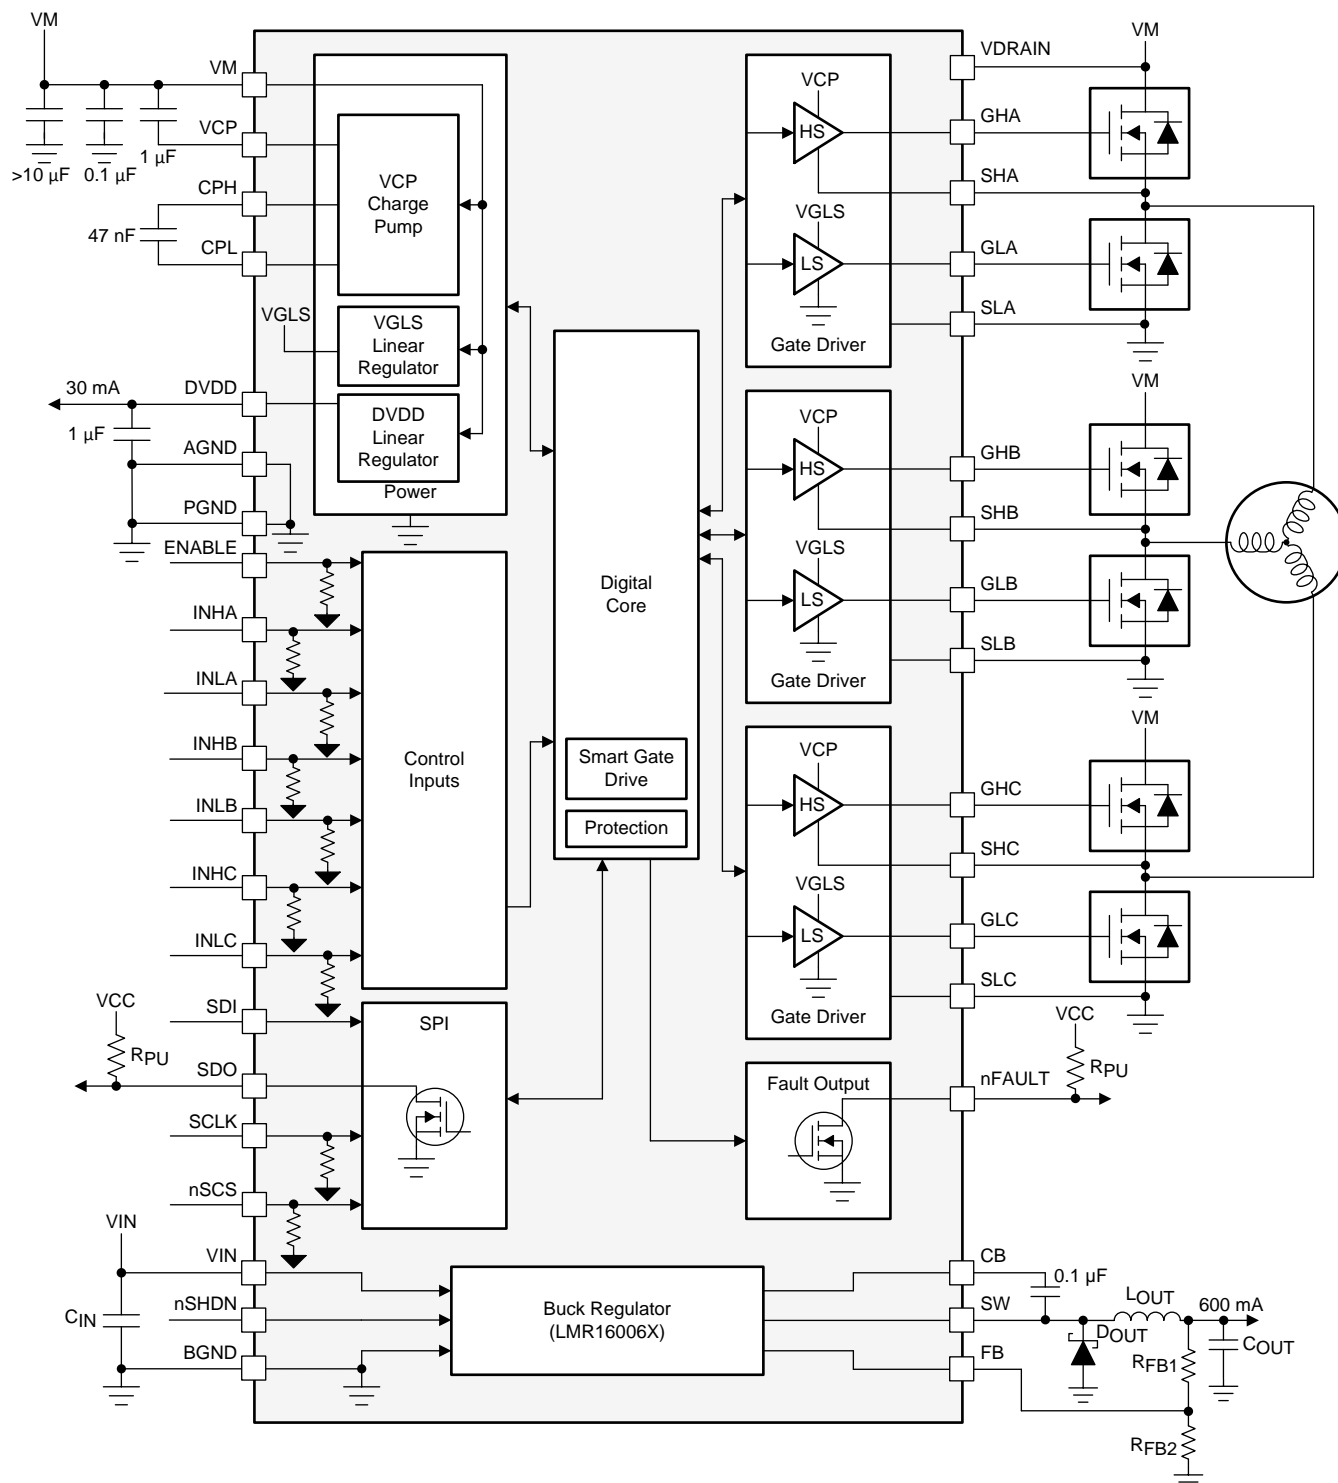 VM
VM
VCP
>10 µF
0.1 µF
1 µF
CPH
47 nF
CPL
30 mA
DVDD
1 µF
AGND
PGND
ENABLE
INHA
INLA
INHB
INLB
INHC
INLC
VCC
SDI
RPU
SDO
SCLK
nSCS
VIN
VIN
CIN
nSHDN
BGND
VCP
Charge
Pump
VGLS
VGLS
Linear
Regulator
DVDD
Linear
Regulator
Power
Control
Inputs
SPI
Digital
Core
Smart Gate
Drive
Protection
Buck Regulator
(LMR16006X)
VCP
HS
VGLS
LS
Gate Driver
VCP
HS
VGLS
LS
Gate Driver
VCP
HS
VGLS
LS
Gate Driver
Fault Output
VDRAIN
VM
GHA
SHA
GLA
SLA
VM
GHB
SHB
GLB
SLB
VM
GHC
SHC
GLC
SLC
VCC
nFAULT
RPU
CB
0.1 µF
SW
LOUT
600 mA
DOUT
COUT
FB
RFB1
RFB2